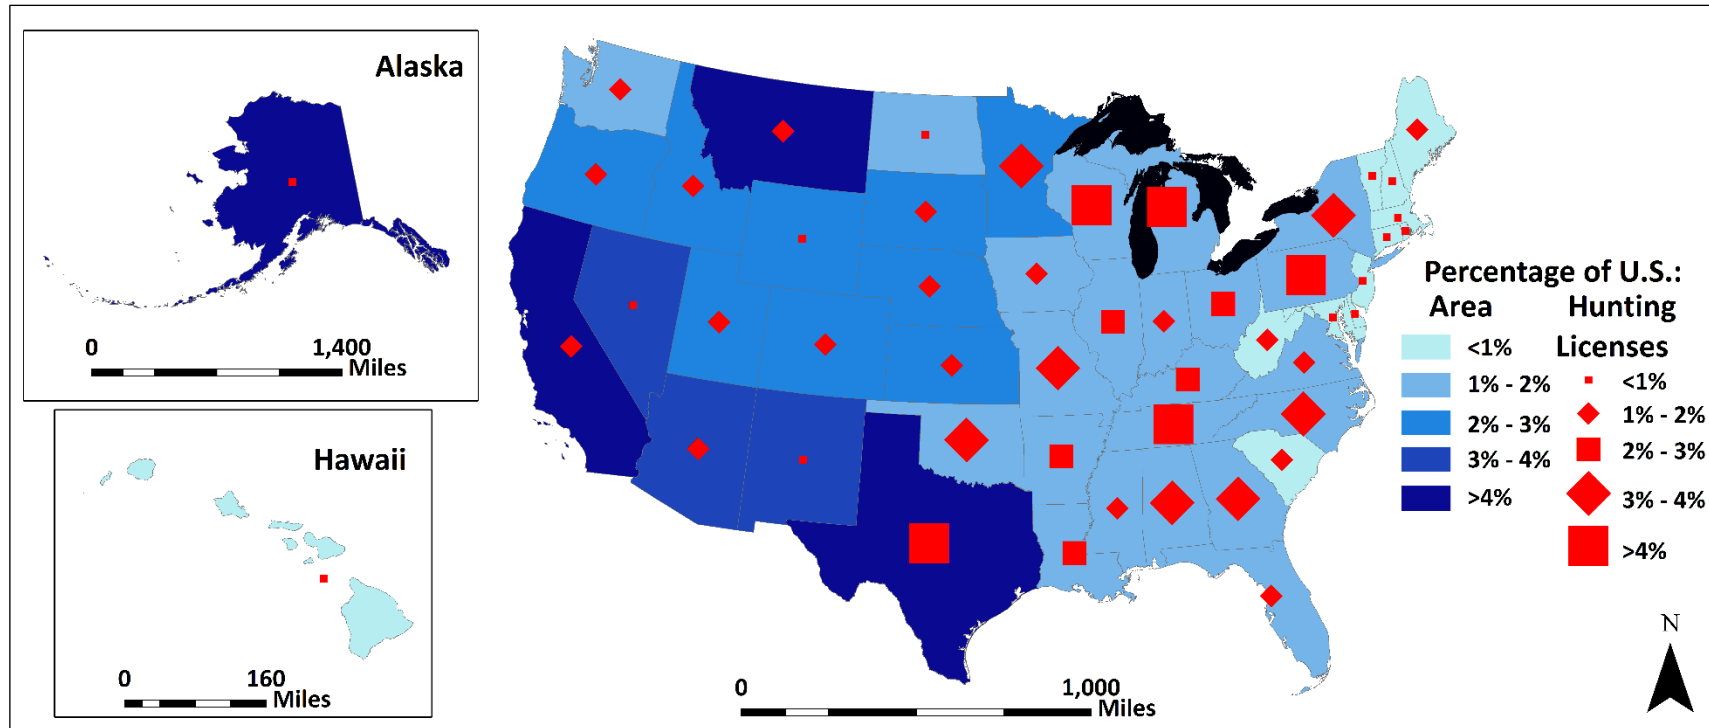 Alaska
0 1,400
Miles
Hawaii
0 160
Miles
0 1,000
Miles
Percentage of U.S.:
Area Hunting
Licenses
<1%
1% - 2%
2% - 3%
3% - 4%
>4%
<1%
1% - 2%
2% - 3%
3% - 4%
>4%
N